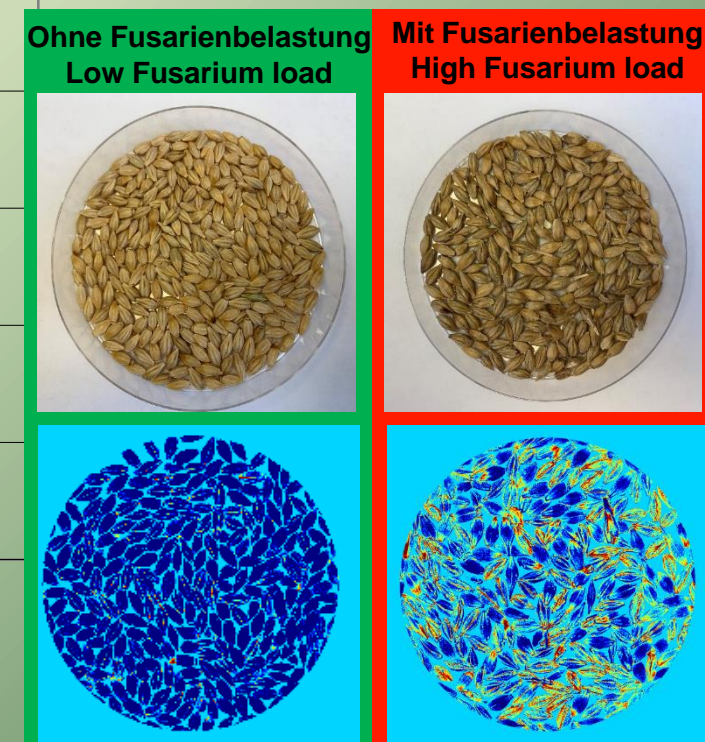 Ohne Fusarienbelastung
Low Fusarium load
Mit Fusarienbelastung
High Fusarium load